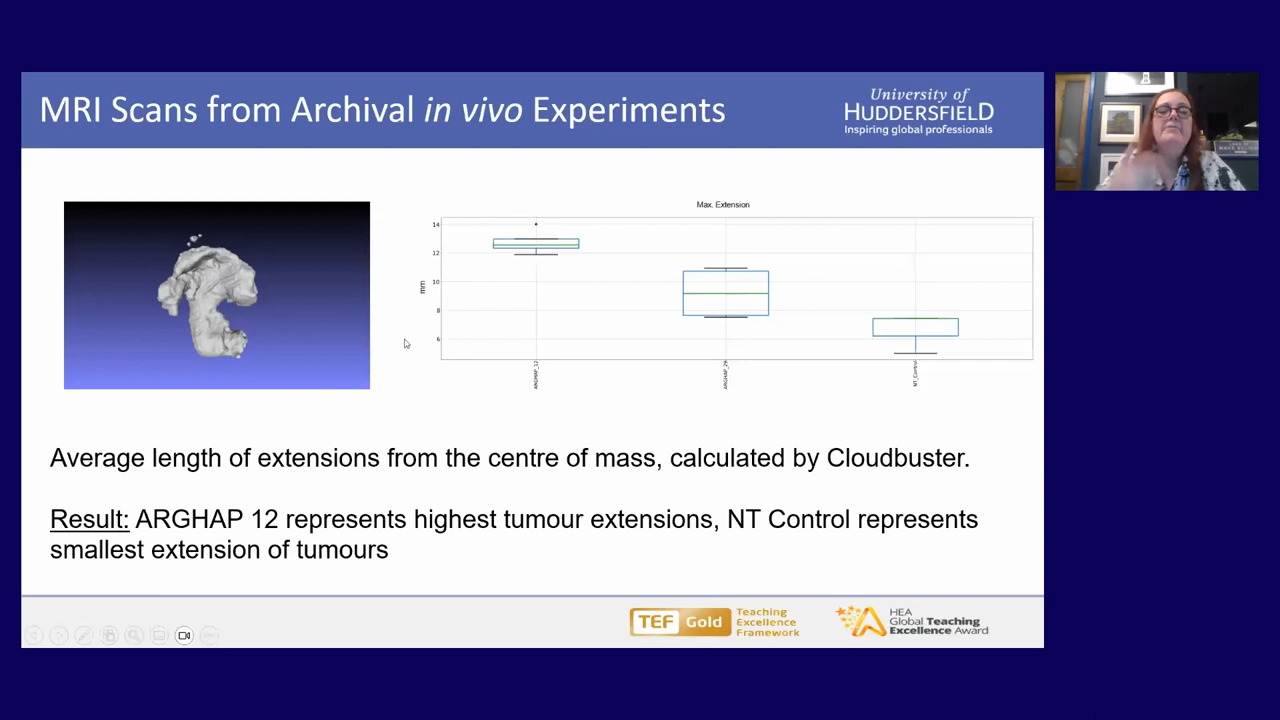 MRI Scans from Archival in vivo Experiments
University of
HUDDERSFIELD
Inspiring global professionals
Max. Extension
14
12
10
8
6
mm
ARGHAP_12
ARGHAP_29
NT_Control
Average length of extensions from the centre of mass, calculated by Cloudbuster.
Result: ARGHAP 12 represents highest tumour extensions, NT Control represents
smallest extension of tumours
TEF Gold
Teaching
Excellence
Framework
HEA
Global Teaching
Excellence Award